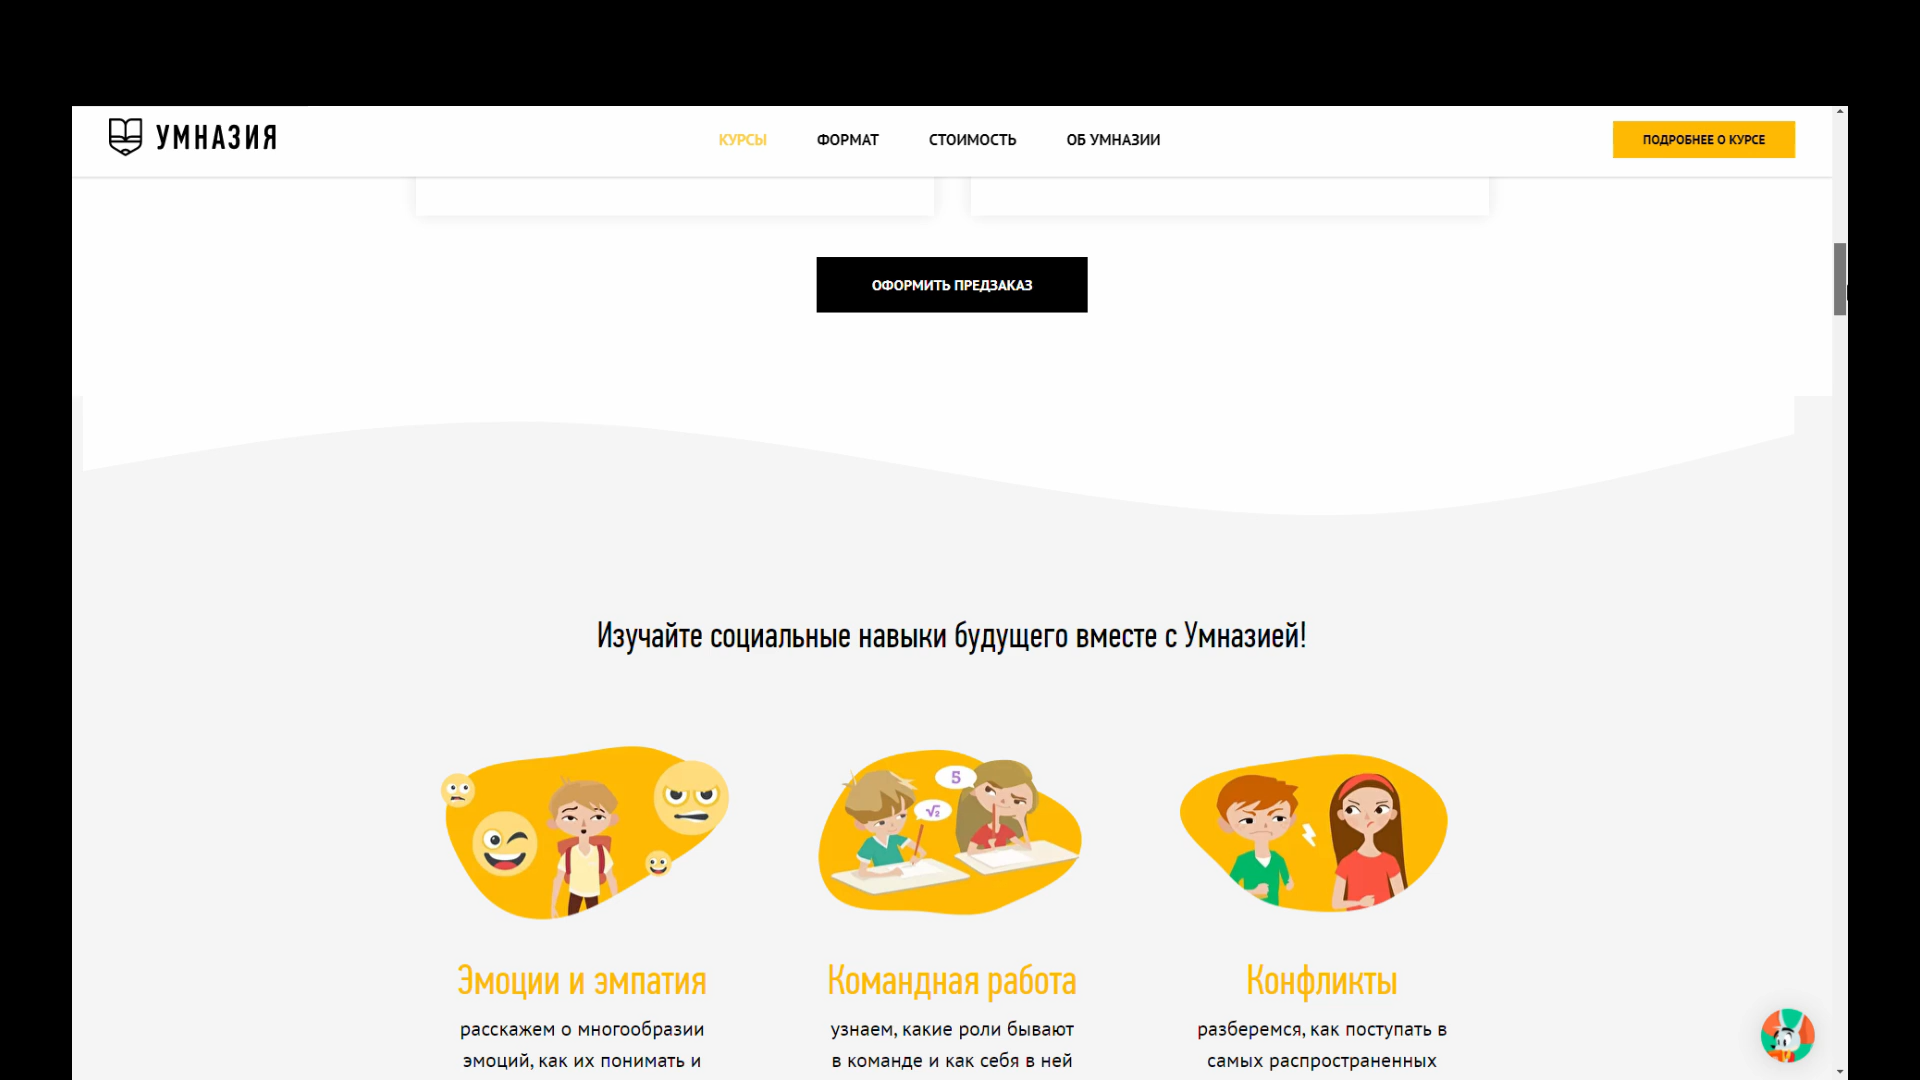 УМНАЗИЯ
КУРСЫ ФОРМАТ СТОИМОСТЬ ОБ УМНАЗИИ
ПОДРОБНЕЕ О КУРСЕ
ОФОРМИТЬ ПРЕДЗАКАЗ
Изучайте социальные навыки будущего вместе с Умназией!
5
√2
Эмоции и эмпатия
расскажем о многообразии
эмоций, как их понимать и
Командная работа
узнаем, какие роли бывают
в команде и как себя в ней
Конфликты
разберемся, как поступать в
самых распространенных